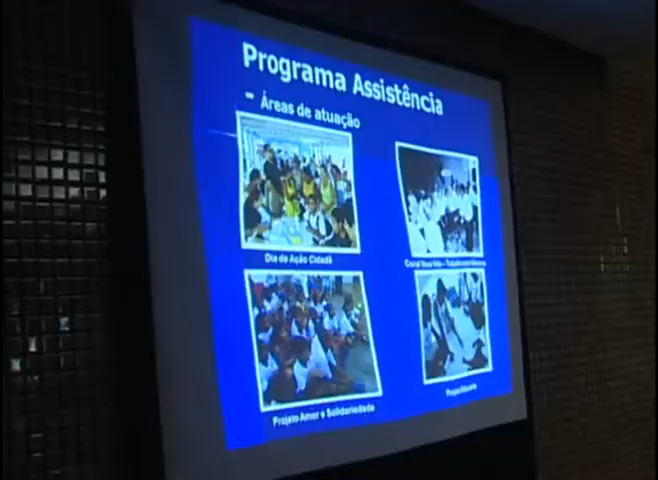 Programa Assistência
- Áreas de atuação
Dia de Ação Cidadã
Projeto Amor e Solidariedade